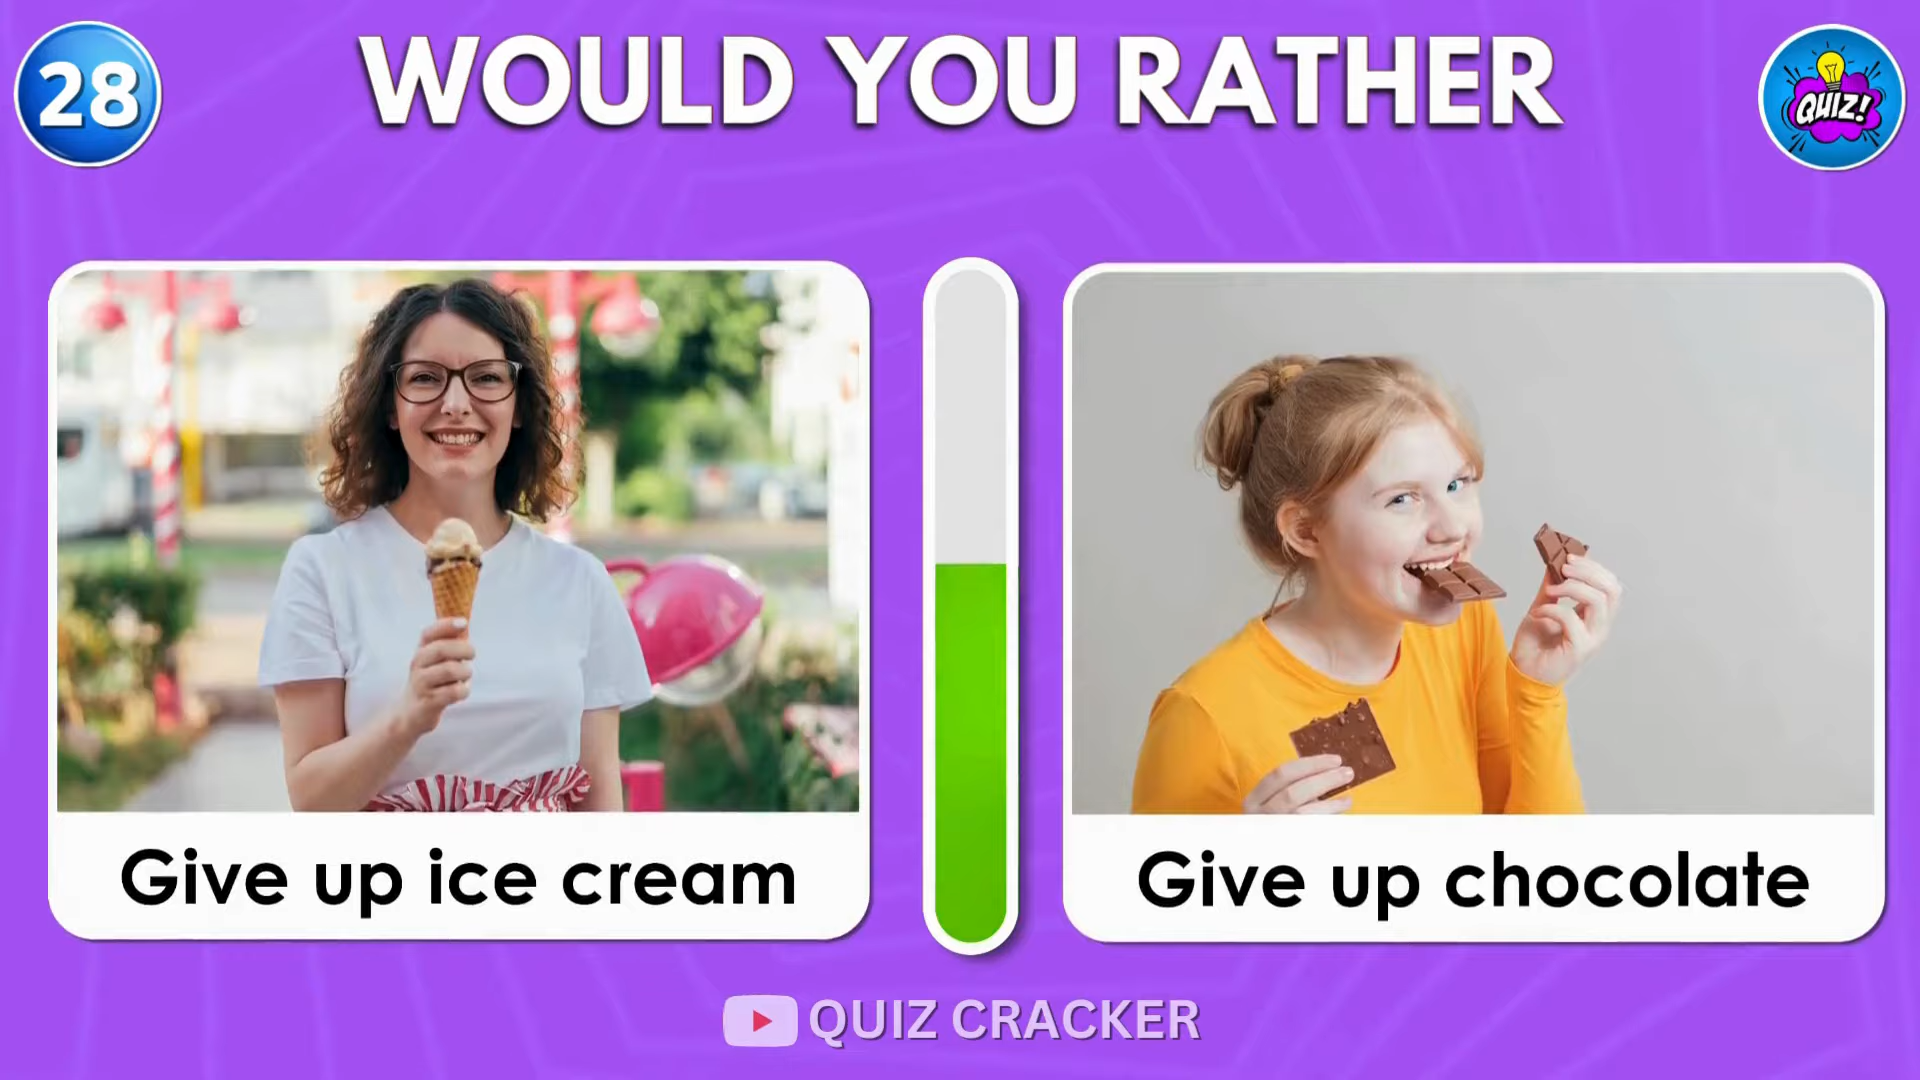 28
WOULD YOU RATHER
QUIZ!
Give up ice cream
Give up chocolate
QUIZ CRACKER